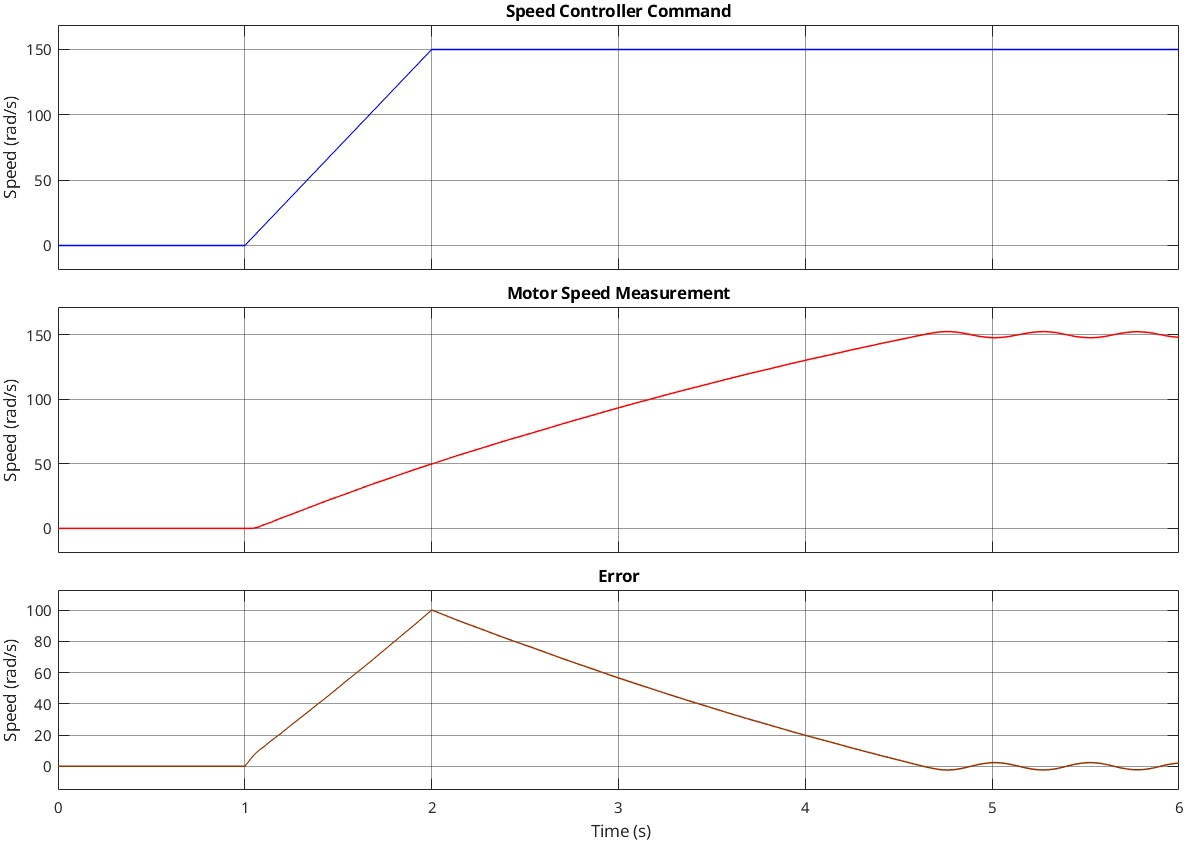 Speed Controller Command
150
100
50
0
Speed (rad/s)
Motor Speed Measurement
150
100
50
0
Speed (rad/s)
Error
100
80
60
40
20
0
Speed (rad/s)
0 1 2 3 4 5 6
Time (s)